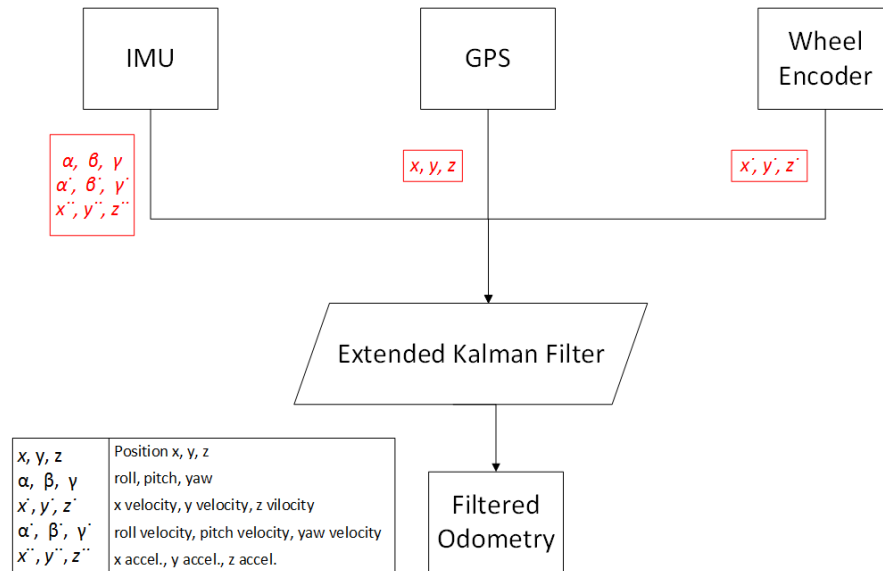 IMU
GPS
Wheel
Encoder
α, β, γ
α˙, β˙, γ˙
x¨, y¨, z¨
x, y, z
x˙, y˙, z˙
Extended Kalman Filter
Filtered
Odometry
x, y, z Position x, y, z
α, β, γ roll, pitch, yaw
x˙, y˙, z˙ x velocity, y velocity, z vilocity
α˙, β˙, γ˙ roll velocity, pitch velocity, yaw velocity
x¨, y¨, z¨ x accel., y accel., z accel.